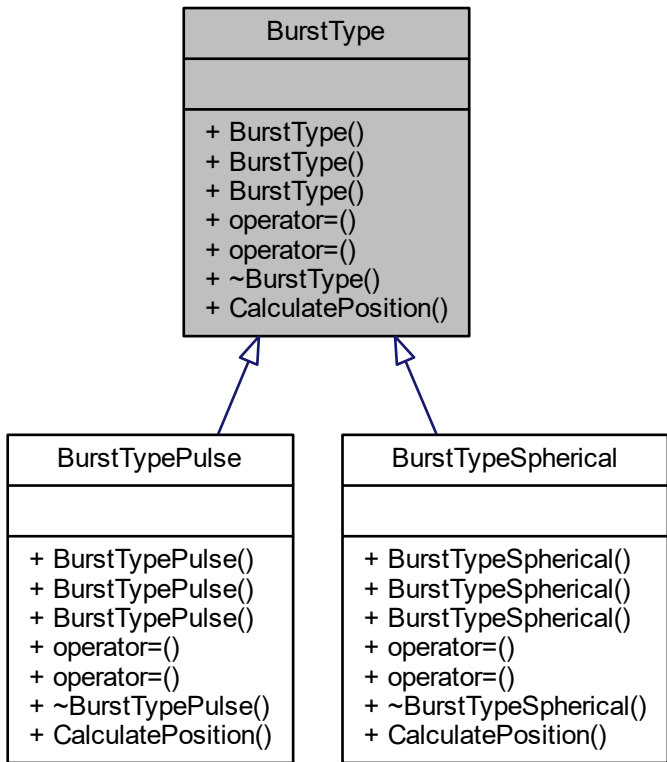 BurstType
+ BurstType()
+ BurstType()
+ BurstType()
+ operator=()
+ operator=()
+ ~BurstType()
+ CalculatePosition()
BurstTypePulse
+ BurstTypePulse()
+ BurstTypePulse()
+ BurstTypePulse()
+ operator=()
+ operator=()
+ ~BurstTypePulse()
+ CalculatePosition()
BurstTypeSpherical
+ BurstTypeSpherical()
+ BurstTypeSpherical()
+ BurstTypeSpherical()
+ operator=()
+ operator=()
+ ~BurstTypeSpherical()
+ CalculatePosition()